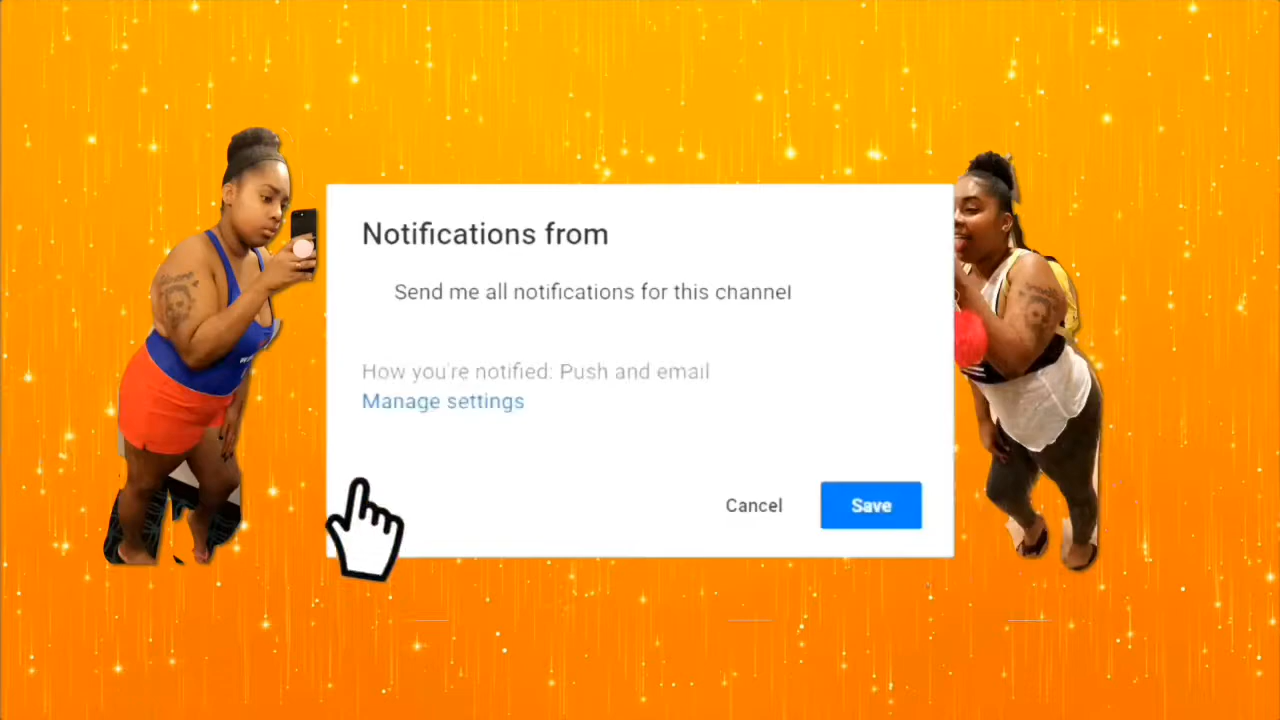 Notifications from
Send me all notifications for this channel
How you're notified: Push and email
Manage settings
Cancel
Save